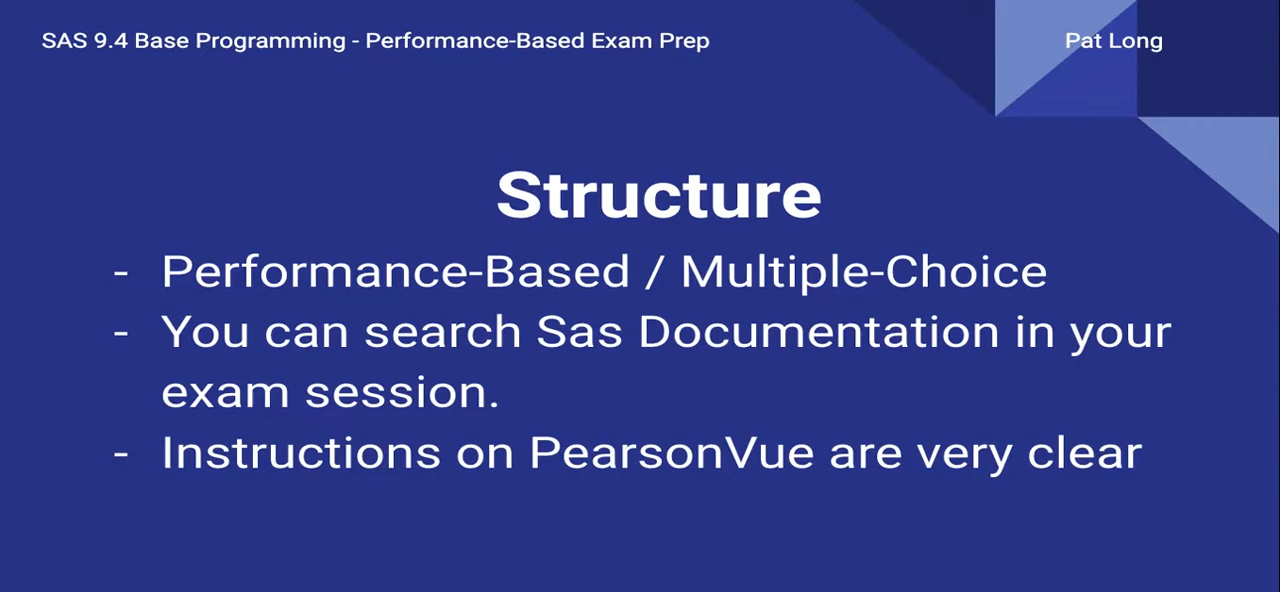 SAS 9.4 Base Programming - Performance-Based Exam Prep
Pat Long
Structure
- Performance-Based / Multiple-Choice
- You can search Sas Documentation in your
exam session.
- Instructions on PearsonVue are very clear